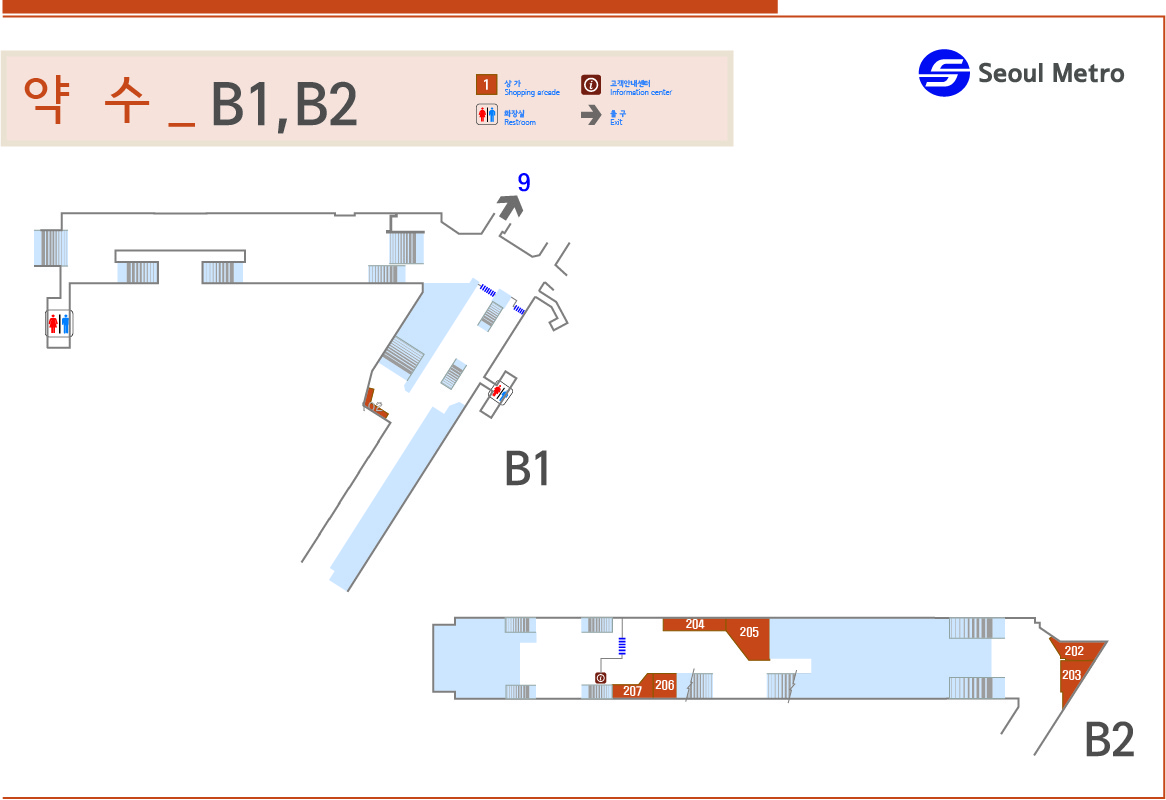 약 수 _ B1,B2
1 상 가
Shopping arcade
고객안내센터
Information center
화장실
Restroom
출 구
Exit
Seoul Metro
9
B1
204
205
202
203
206
207
B2